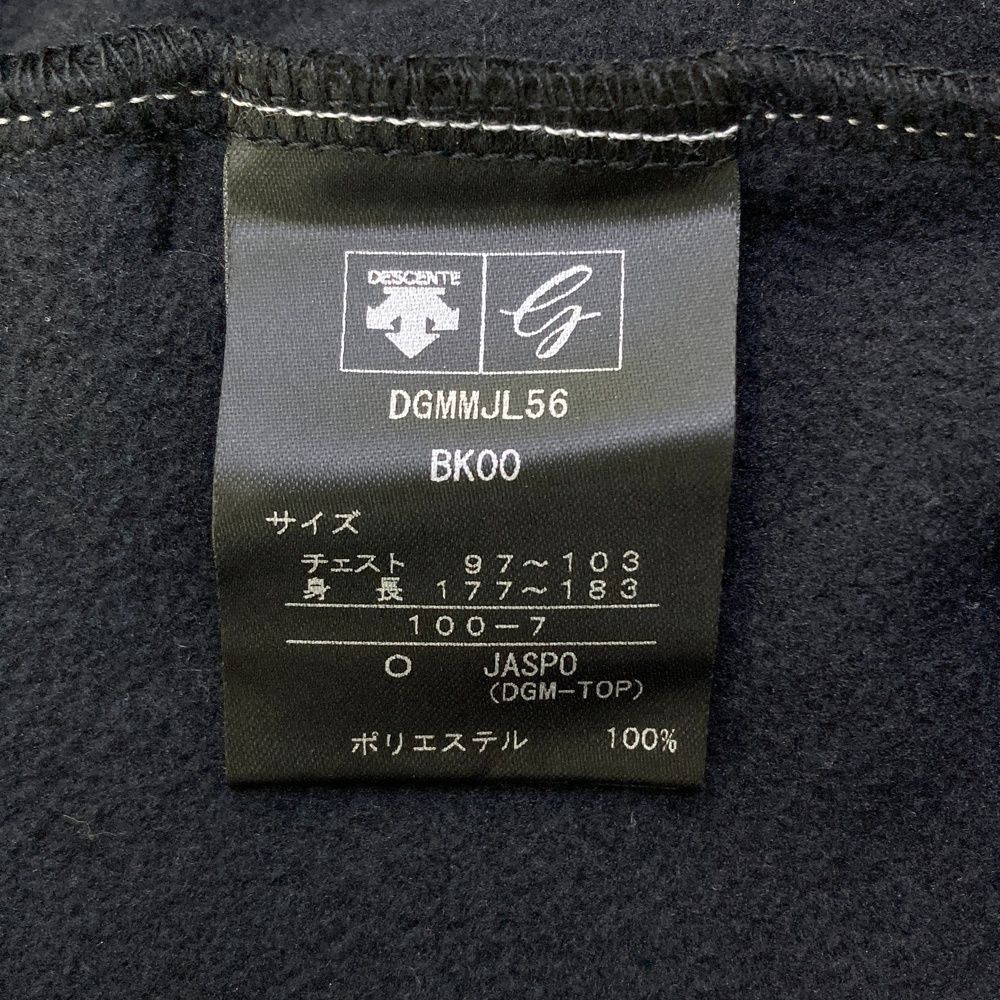 DESCENTE G
DGMMJL56
BK00
サイズ
チェスト 97～103
身長 177～183
100-7
O JASPO
(DGM-TOP)
ポリエステル 100%